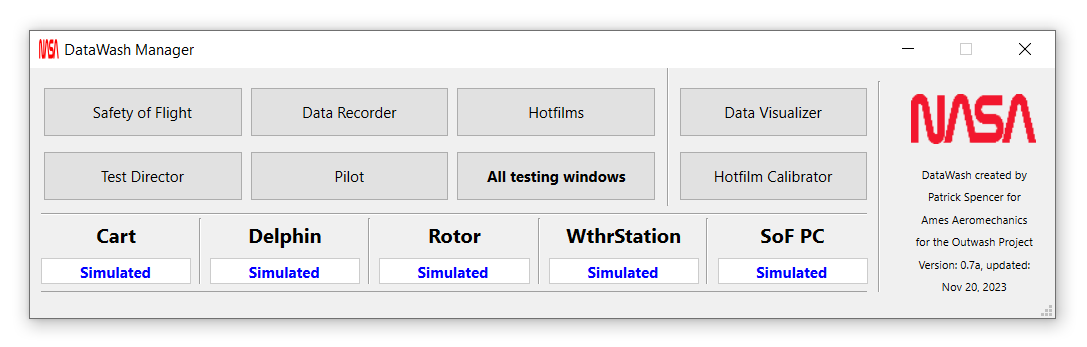 NASA DataWash Manager
Safety of Flight
Data Recorder
Hotfilms
Data Visualizer
Test Director
Pilot
All testing windows
Hotfilm Calibrator
Cart
Delphin
Rotor
WthrStation
SoF PC
Simulated
Simulated
Simulated
Simulated
Simulated
NASA
DataWash created by
Patrick Spencer for
Ames Aeromechanics
for the Outwash Project
Version: 0.7a, updated:
Nov 20, 2023